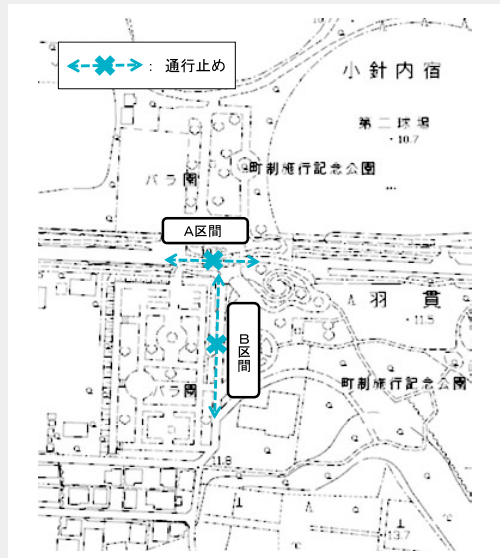 通行止め
小針内宿
第二球場
10.7
町制施行記念公園
バラ園
A区間
羽貫
11.5
B区間
町制施行記念公園
バラ園
11.8
13.7